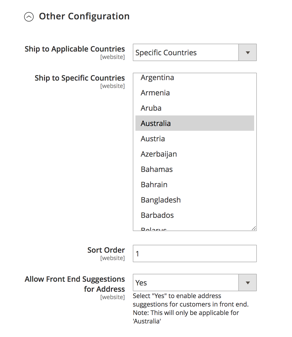 Other Configuration
Ship to Applicable Countries
[website]
Specific Countries
Ship to Specific Countries
[website]
Argentina
Armenia
Aruba
Australia
Austria
Azerbaijan
Bahamas
Bahrain
Bangladesh
Barbados
Belarus
Sort Order
[website]
1
Allow Front End Suggestions
for Address
[website]
Yes
Select "Yes" to enable address
suggestions for customers in front end.
Note: This will only be applicable for
'Australia'